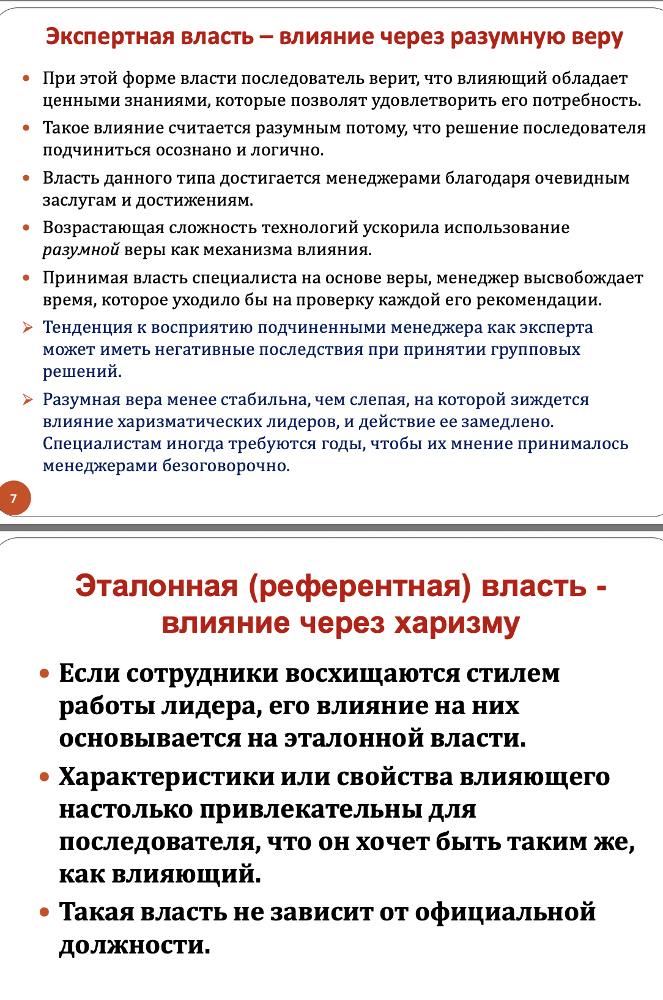 Экспертная власть – влияние через разумную веру
• При этой форме власти последователь верит, что влияющий обладает
ценными знаниями, которые позволят удовлетворить его потребность.
• Такое влияние считается разумным потому, что решение последователя
подчиниться осознано и логично.
• Власть данного типа достигается менеджерами благодаря очевидным
заслугам и достижениям.
• Возрастающая сложность технологий ускорила использование
разумной веры как механизма влияния.
• Принимая власть специалиста на основе веры, менеджер высвобождает
время, которое уходило бы на проверку каждой его рекомендации.
➢ Тенденция к восприятию подчиненными менеджера как эксперта
может иметь негативные последствия при принятии групповых
решений.
➢ Разумная вера менее стабильна, чем слепая, на которой зиждется
влияние харизматических лидеров, и действие ее замедлено.
Специалистам иногда требуются годы, чтобы их мнение принималось
менеджерами безоговорочно.
7
Эталонная (референтная) власть -
влияние через харизму
• Если сотрудники восхищаются стилем
работы лидера, его влияние на них
основывается на эталонной власти.
• Характеристики или свойства влияющего
настолько привлекательны для
последователя, что он хочет быть таким же,
как влияющий.
• Такая власть не зависит от официальной
должности.